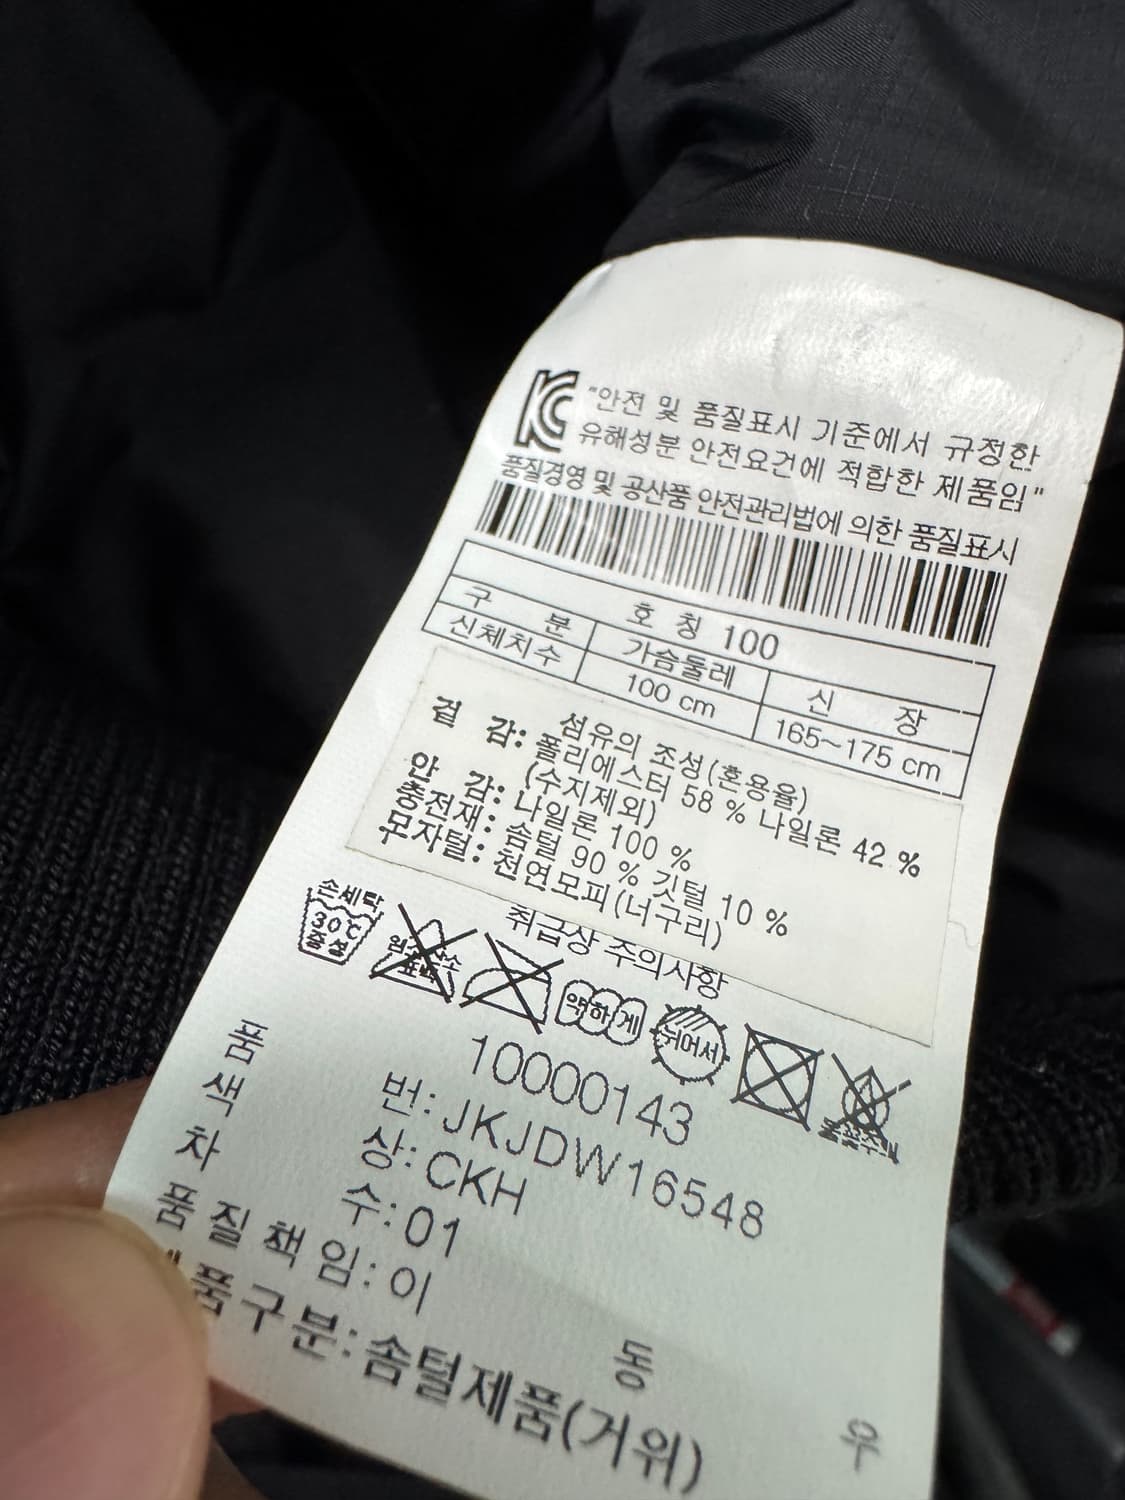 KC
"안전 및 품질표시 기준에서 규정한
유해성분 안전요건에 적합한 제품임"
품질경영 및 공산품 안전관리법에 의한 품질표시
호 칭 100
구 분 가슴둘레 신 장
신체치수 100 cm 165~175 cm
섬유의 조성(혼용율)
겉 감: 폴리에스터 58 % 나일론 42 %
(수지제외)
안 감: 나일론 100 %
충전재: 솜털 90 % 깃털 10 %
모자털: 천연모피(너구리)
취급상 주의사항
손세탁
30℃
중성
약하게
뉘어서
10000143
품 번: JKJDW16548
색 상: CKH
차 수: 01
품질책임: 이 동 우
제품구분: 솜털제품(거위)